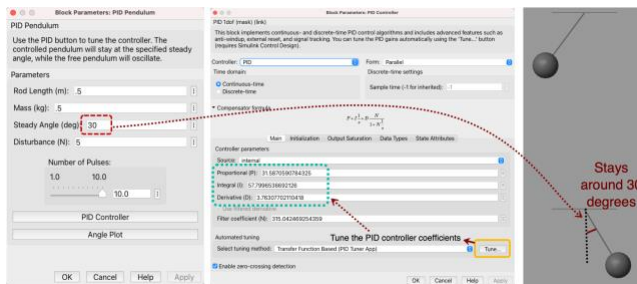 Block Parameters: PID Pendulum
PID Pendulum
Use the PID button to tune the controller. The
controlled pendulum will stay at the specified steady
angle, while the free pendulum will oscillate.
Parameters
Rod Length (m): .5
Mass (kg): .5
Steady Angle (deg): 30
Disturbance (N): 5
Number of Pulses:
1.0 10.0
10.0
PID Controller
Angle Plot
OK Cancel Help Apply
Block Parameters: PID Controller
PID 1dof (mask) (link)
This block implements continuous- and discrete-time PID control algorithms and includes advanced features such as
anti-windup, external reset, and signal tracking. You can tune the PID gains automatically using the 'Tune...' button
(requires Simulink Control Design).
Controller: PID Form: Parallel
Time domain: Discrete-time settings
Continuous-time
Discrete-time
Sample time (-1 for inherited): -1
Compensator formula
Main Initialization Output Saturation Data Types State Attributes
Controller parameters
Source: internal
Proportional (P): 31.5870590784325
Integral (I): 57.7996536692128
Derivative (D): 3.76307702110418
Filter coefficient (N): 315.042469254359
Automated tuning
Tune the PID controller coefficients
Select tuning method: Transfer Function Based (PID Tuner App) Tune...
Enable zero-crossing detection
OK Cancel Help Apply
Stays
around 30
degrees